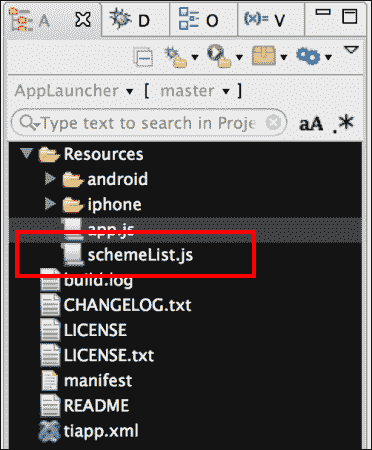 A D O (x)= V
AppLauncher [ master ]
Type text to search in Proje aA .*
Resources
android
iphone
app.js
schemeList.js
build.log
CHANGELOG.txt
LICENSE
LICENSE.txt
manifest
README
tiapp.xml